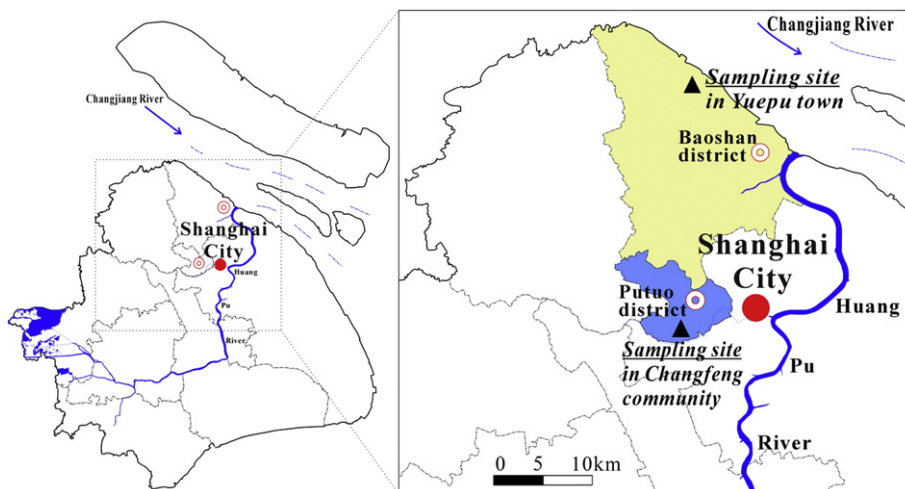 Changjiang River
Shanghai
City
Huang
Pu
River
Changjiang River
Sampling site
in Yuepu town
Baoshan
district
Shanghai
City
Putuo
district
Huang
Sampling site
in Changfeng
community
Pu
River
0 5 10km